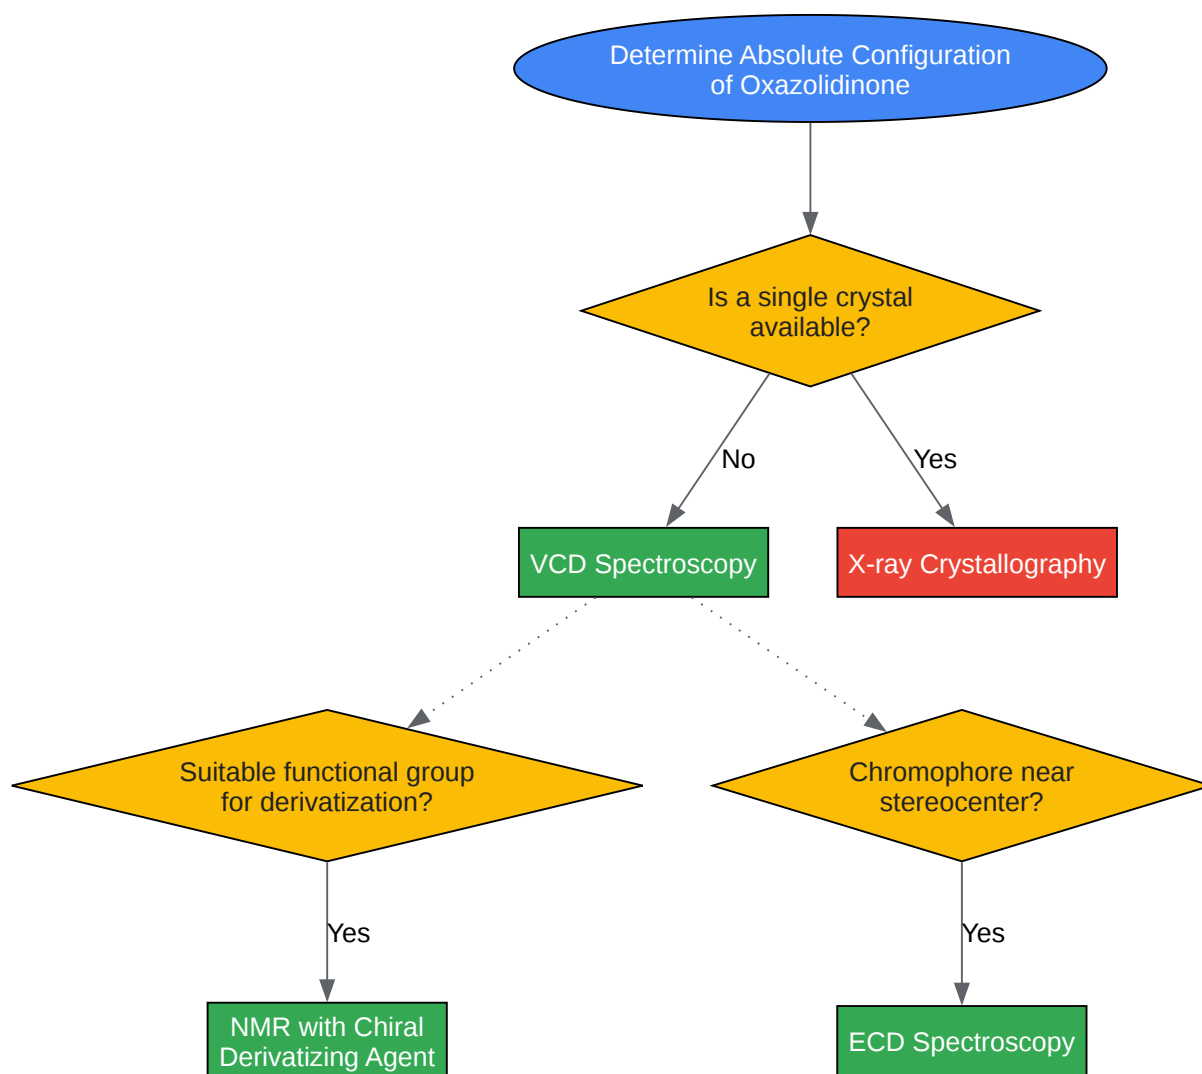 Determine Absolute Configuration
of Oxazolidinone
Is a single crystal
available?
No
Yes
VCD Spectroscopy
X-ray Crystallography
Suitable functional group
for derivatization?
Chromophore near
stereocenter?
Yes
Yes
NMR with Chiral
Derivatizing Agent
ECD Spectroscopy